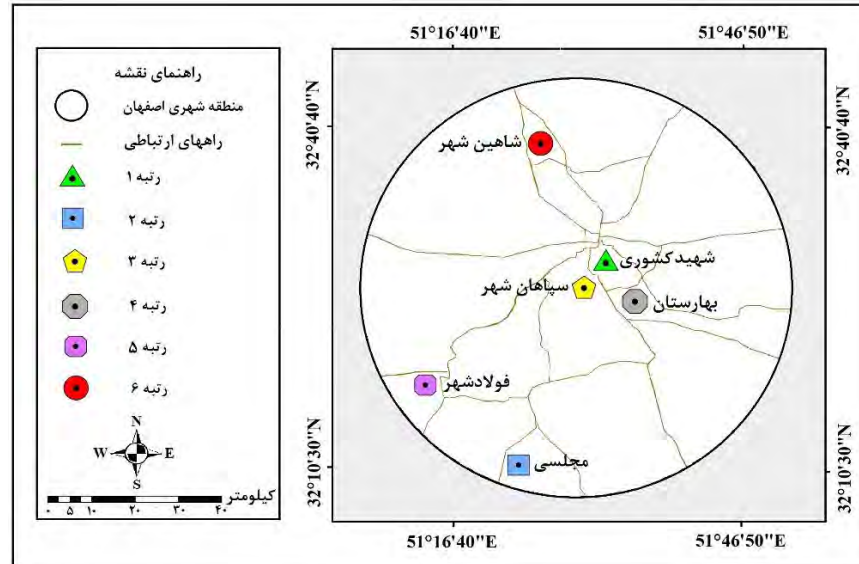 راهنمای نقشه
منطقه شهری اصفهان
راههای ارتباطی
رتبه ۱
رتبه ۲
رتبه ۳
رتبه ۴
رتبه ۵
رتبه ۶
N
W E
S
کیلومتر
۰ ۵ ۱۰ ۲۰ ۳۰ ۴۰
51°16'40"E 51°46'50"E
32°40'40"N 32°40'40"N
شاهین شهر
شهیدکشوری
سپاهان شهر
بهارستان
فولادشهر
مجلسی
32°10'30"N 32°10'30"N
51°16'40"E 51°46'50"E